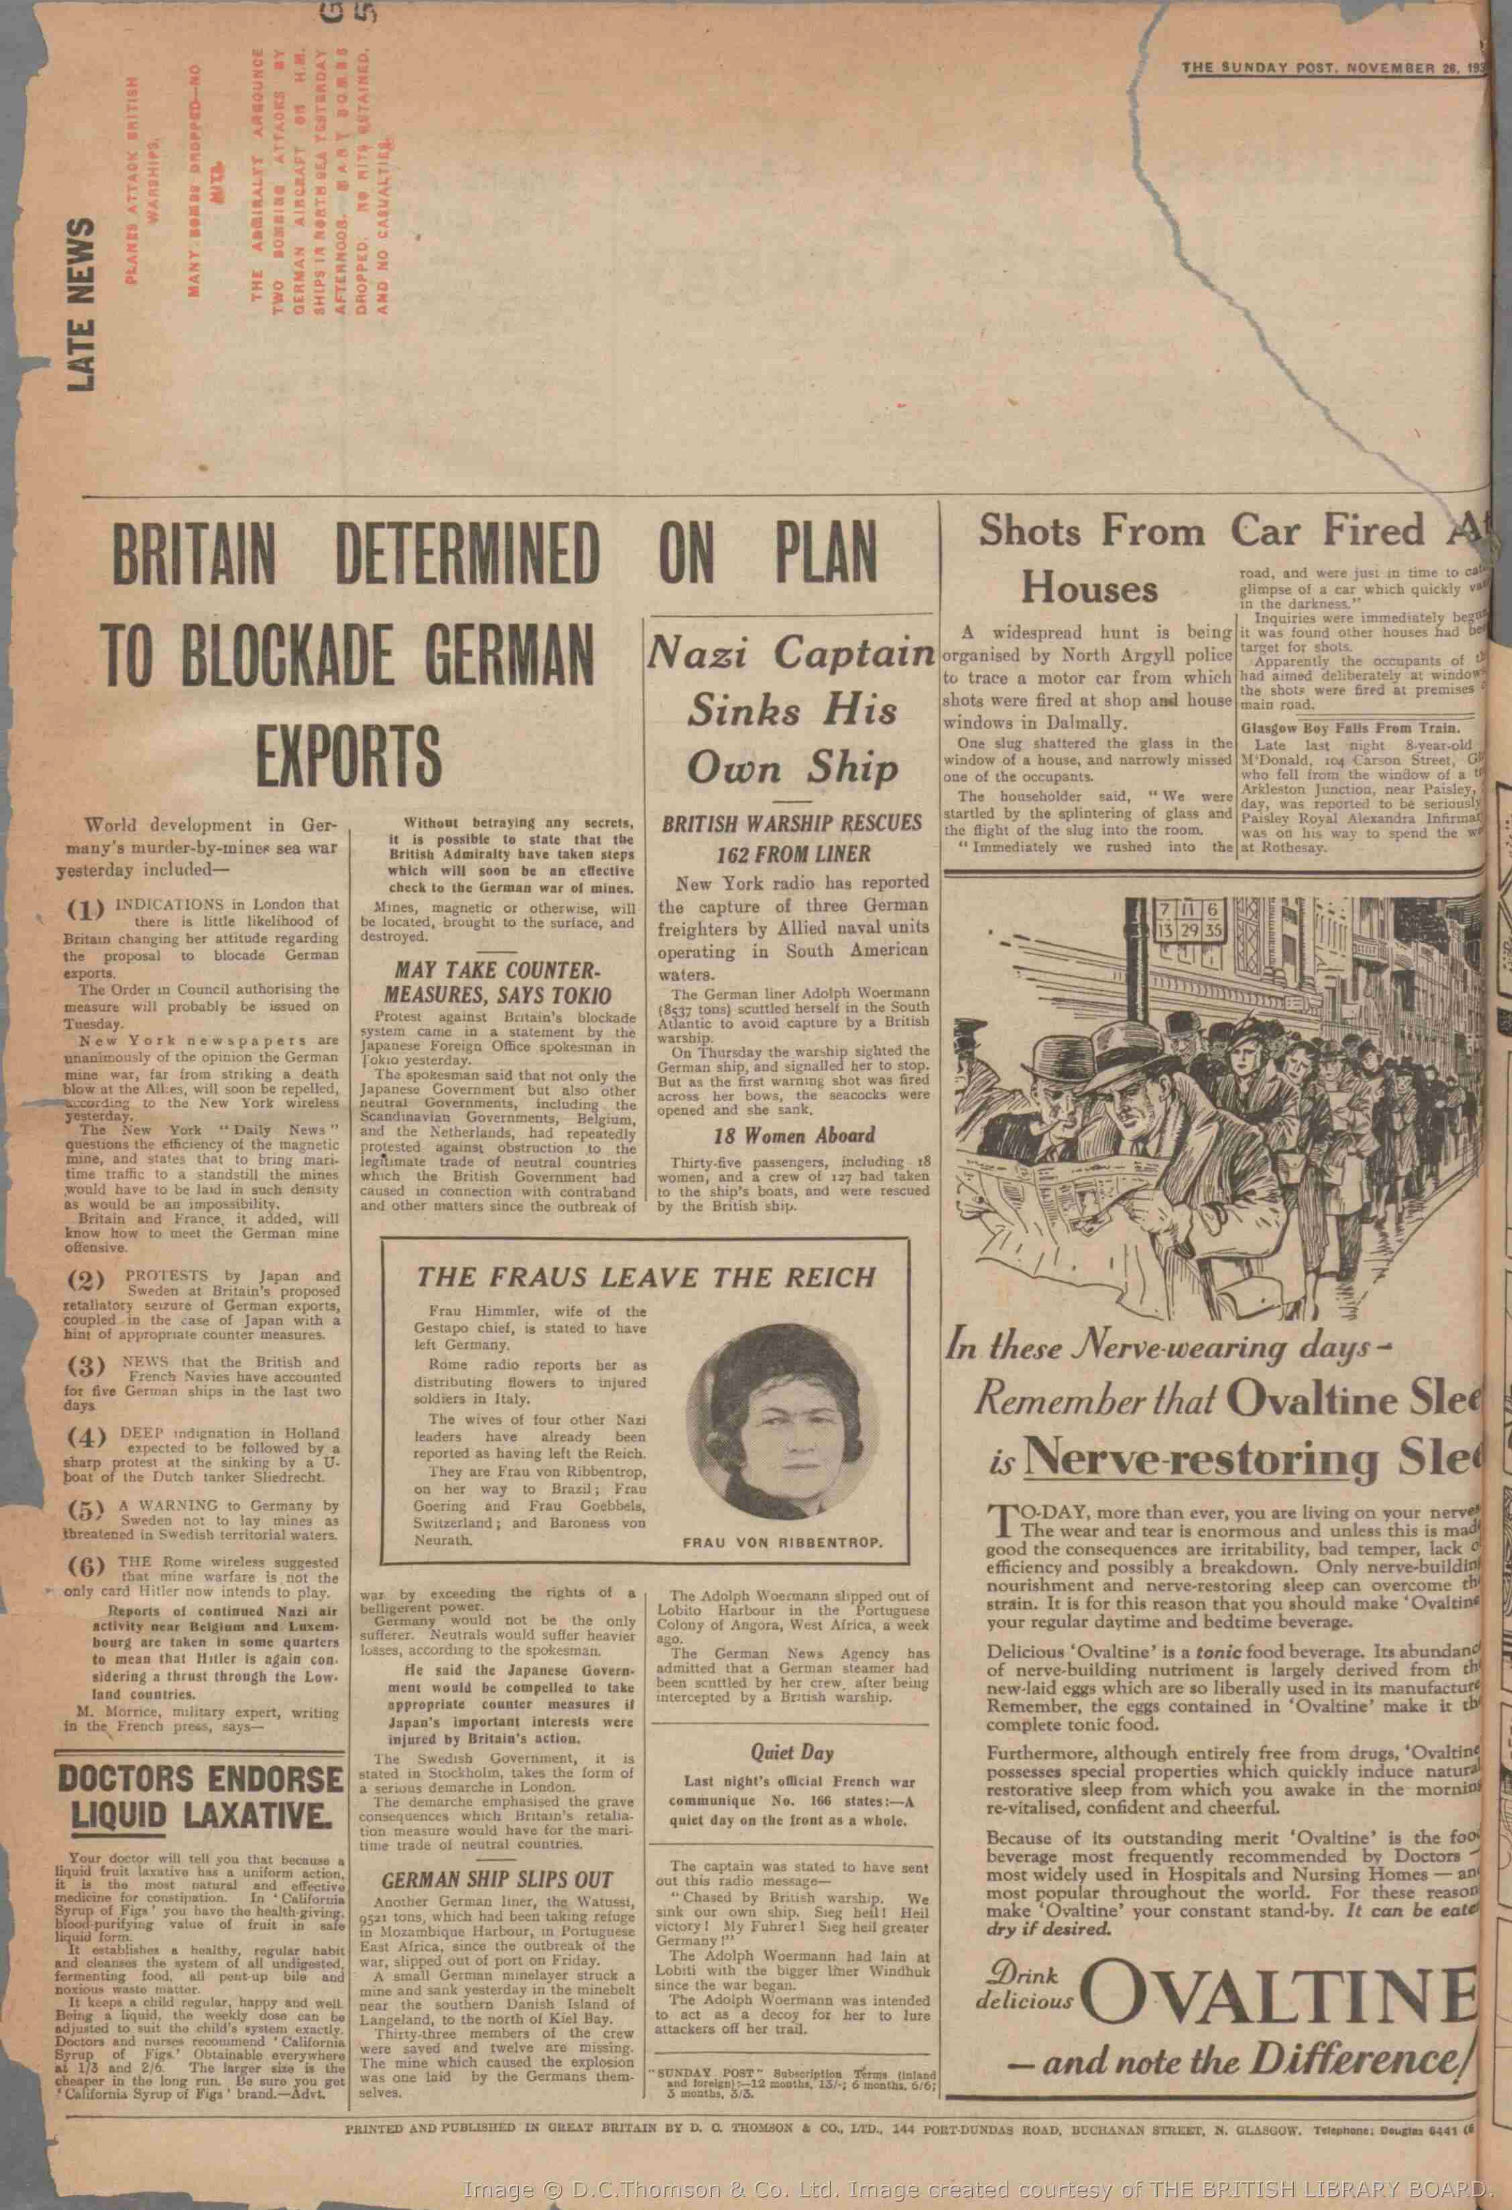 THE SUNDAY POST, NOVEMBER 26, 193
LATE NEWS
PLANES ATTACK BRITISH
WARSHIPS.
MANY BOMBS DROPPED—NO
HITS.
THE ADMIRALTY ANNOUNCE
TWO BOMBING ATTACKS BY
GERMAN AIRCRAFT ON H.M.
SHIPS IN NORTH SEA YESTERDAY
AFTERNOON. MANY BOMBS
DROPPED. NO HITS OBTAINED,
AND NO CASUALTIES.
BRITAIN DETERMINED ON PLAN
TO BLOCKADE GERMAN
EXPORTS
World development in Ger-
many's murder-by-mines sea war
yesterday included—
(1) INDICATIONS in London that
there is little likelihood of
Britain changing her attitude regarding
the proposal to blocade German
exports.
The Order in Council authorising the
measure will probably be issued on
Tuesday.
New York newspapers are
unanimously of the opinion the German
mine war, far from striking a death
blow at the Allies, will soon be repelled,
according to the New York wireless
yesterday.
The New York "Daily News"
questions the efficiency of the magnetic
mine, and states that to bring mari-
time traffic to a standstill the mines
would have to be laid in such density
as would be an impossibility.
Britain and France, it added, will
know how to meet the German mine
offensive.
(2) PROTESTS by Japan and
Sweden at Britain's proposed
retaliatory seizure of German exports,
coupled in the case of Japan with a
hint of appropriate counter measures.
(3) NEWS that the British and
French Navies have accounted
for five German ships in the last two
days
(4) DEEP indignation in Holland
expected to be followed by a
sharp protest at the sinking by a U-
boat of the Dutch tanker Sliedrecht.
(5) A WARNING to Germany by
Sweden not to lay mines as
threatened in Swedish territorial waters.
(6) THE Rome wireless suggested
that mine warfare is not the
only card Hitler now intends to play.
Reports of continued Nazi air
activity near Belgium and Luxem-
bourg are taken in some quarters
to mean that Hitler is again con-
sidering a thrust through the Low-
land countries.
M. Morrice, military expert, writing
in the French press, says—
DOCTORS ENDORSE
LIQUID LAXATIVE.
Your doctor will tell you that because a
liquid fruit laxative has a uniform action,
it is the most natural and effective
medicine for constipation. In 'California
Syrup of Figs' you have the health-giving,
blood-purifying value of fruit in safe
liquid form.
It establishes a healthy, regular habit
and cleanses the system of all undigested,
fermenting food, all pent-up bile and
noxious waste matter.
It keeps a child regular, happy and well.
Being a liquid, the weekly dose can be
adjusted to suit the child's system exactly.
Doctors and nurses recommend 'California
Syrup of Figs.' Obtainable everywhere
at 1/3 and 2/6. The larger size is the
cheaper in the long run. Be sure you get
'California Syrup of Figs' brand.—Advt.
Without betraying any secrets,
it is possible to state that the
British Admiralty have taken steps
which will soon be an effective
check to the German war of mines.
Mines, magnetic or otherwise, will
be located, brought to the surface, and
destroyed.
MAY TAKE COUNTER-
MEASURES, SAYS TOKIO
Protest against Britain's blockade
system came in a statement by the
Japanese Foreign Office spokesman in
Tokio yesterday.
The spokesman said that not only the
Japanese Government but also other
neutral Governments, including the
Scandinavian Governments, Belgium,
and the Netherlands, had repeatedly
protested against obstruction to the
legitimate trade of neutral countries
which the British Government had
caused in connection with contraband
and other matters since the outbreak of
war by exceeding the rights of a
belligerent power.
Germany would not be the only
sufferer. Neutrals would suffer heavier
losses, according to the spokesman.
He said the Japanese Govern-
ment would be compelled to take
appropriate counter measures if
Japan's important interests were
injured by Britain's action.
The Swedish Government, it is
stated in Stockholm, takes the form of
a serious demarche in London.
The demarche emphasised the grave
consequences which Britain's retalia-
tion measure would have for the mari-
time trade of neutral countries.
GERMAN SHIP SLIPS OUT
Another German liner, the Watussi,
9521 tons, which had been taking refuge
in Mozambique Harbour, in Portuguese
East Africa, since the outbreak of the
war, slipped out of port on Friday.
A small German minelayer struck a
mine and sank yesterday in the minebelt
near the southern Danish Island of
Langeland, to the north of Kiel Bay.
Thirty-three members of the crew
were saved and twelve are missing.
The mine which caused the explosion
was one laid by the Germans them-
selves.
Nazi Captain
Sinks His
Own Ship
BRITISH WARSHIP RESCUES
162 FROM LINER
New York radio has reported
the capture of three German
freighters by Allied naval units
operating in South American
waters.
The German liner Adolph Woermann
(8537 tons) scuttled herself in the South
Atlantic to avoid capture by a British
warship.
On Thursday the warship sighted the
German ship, and signalled her to stop.
But as the first warning shot was fired
across her bows, the seacocks were
opened and she sank.
18 Women Aboard
Thirty-five passengers, including 18
women, and a crew of 127 had taken
to the ship's boats, and were rescued
by the British ship.
THE FRAUS LEAVE THE REICH
Frau Himmler, wife of the
Gestapo chief, is stated to have
left Germany.
Rome radio reports her as
distributing flowers to injured
soldiers in Italy.
The wives of four other Nazi
leaders have already been
reported as having left the Reich.
They are Frau von Ribbentrop,
on her way to Brazil; Frau
Goering and Frau Goebbels,
Switzerland; and Baroness von
Neurath.
FRAU VON RIBBENTROP.
The Adolph Woermann slipped out of
Lobito Harbour in the Portuguese
Colony of Angora, West Africa, a week
ago.
The German News Agency has
admitted that a German steamer had
been scuttled by her crew, after being
intercepted by a British warship.
Quiet Day
Last night's official French war
communique No. 166 states:—A
quiet day on the front as a whole.
The captain was stated to have sent
out this radio message—
"Chased by British warship. We
sink our own ship. Sieg heil! Heil
victory! My Fuhrer! Sieg heil greater
Germany!"
The Adolph Woermann had lain at
Lobiti with the bigger liner Windhuk
since the war began.
The Adolph Woermann was intended
to act as a decoy for her to lure
attackers off her trail.
"SUNDAY POST" Subscription Terms (inland
and foreign):—12 months, 13/-; 6 months, 6/6;
3 months, 3/3.
Shots From Car Fired At
Houses
A widespread hunt is being
organised by North Argyll police
to trace a motor car from which
shots were fired at shop and house
windows in Dalmally.
One slug shattered the glass in the
window of a house, and narrowly missed
one of the occupants.
The householder said, "We were
startled by the splintering of glass and
the flight of the slug into the room.
"Immediately we rushed into the
road, and were just in time to
glimpse of a car which quickly
in the darkness."
Inquiries were immediately
it was found other houses had
target for shots.
Apparently the occupants of
had aimed deliberately at window
the shots were fired at premises
main road.
Glasgow Boy Falls From Train.
Late last night 8-year-old
M'Donald, 104 Carson Street,
who fell from the window of a
Arkleston Junction, near Paisley,
day, was reported to be seriously
Paisley Royal Alexandra
was on his way to spend the
at Rothesay.
7 11 6
13 29 35
In these Nerve-wearing days—
Remember that Ovaltine Slee
is Nerve-restoring Slee
TO-DAY, more than ever, you are living on your nerves
The wear and tear is enormous and unless this is mad
good the consequences are irritability, bad temper, lack o
efficiency and possibly a breakdown. Only nerve-buildin
nourishment and nerve-restoring sleep can overcome th
strain. It is for this reason that you should make 'Ovaltine
your regular daytime and bedtime beverage.
Delicious 'Ovaltine' is a tonic food beverage. Its abundanc
of nerve-building nutriment is largely derived from th
new-laid eggs which are so liberally used in its manufacture
Remember, the eggs contained in 'Ovaltine' make it th
complete tonic food.
Furthermore, although entirely free from drugs, 'Ovaltine
possesses special properties which quickly induce natural
restorative sleep from which you awake in the mornin
re-vitalised, confident and cheerful.
Because of its outstanding merit 'Ovaltine' is the foo
beverage most frequently recommended by Doctors —
most widely used in Hospitals and Nursing Homes — an
most popular throughout the world. For these reason
make 'Ovaltine' your constant stand-by. It can be eate
dry if desired.
Drink
delicious OVALTINE
— and note the Difference!
PRINTED AND PUBLISHED IN GREAT BRITAIN BY D. C. THOMSON & CO., LTD., 144 PORT-DUNDAS ROAD, BUCHANAN STREET, N. GLASGOW. Telephone: Douglas 6441 (6
Image © D.C.Thomson & Co. Ltd. Image created courtesy of THE BRITISH LIBRARY BOARD.